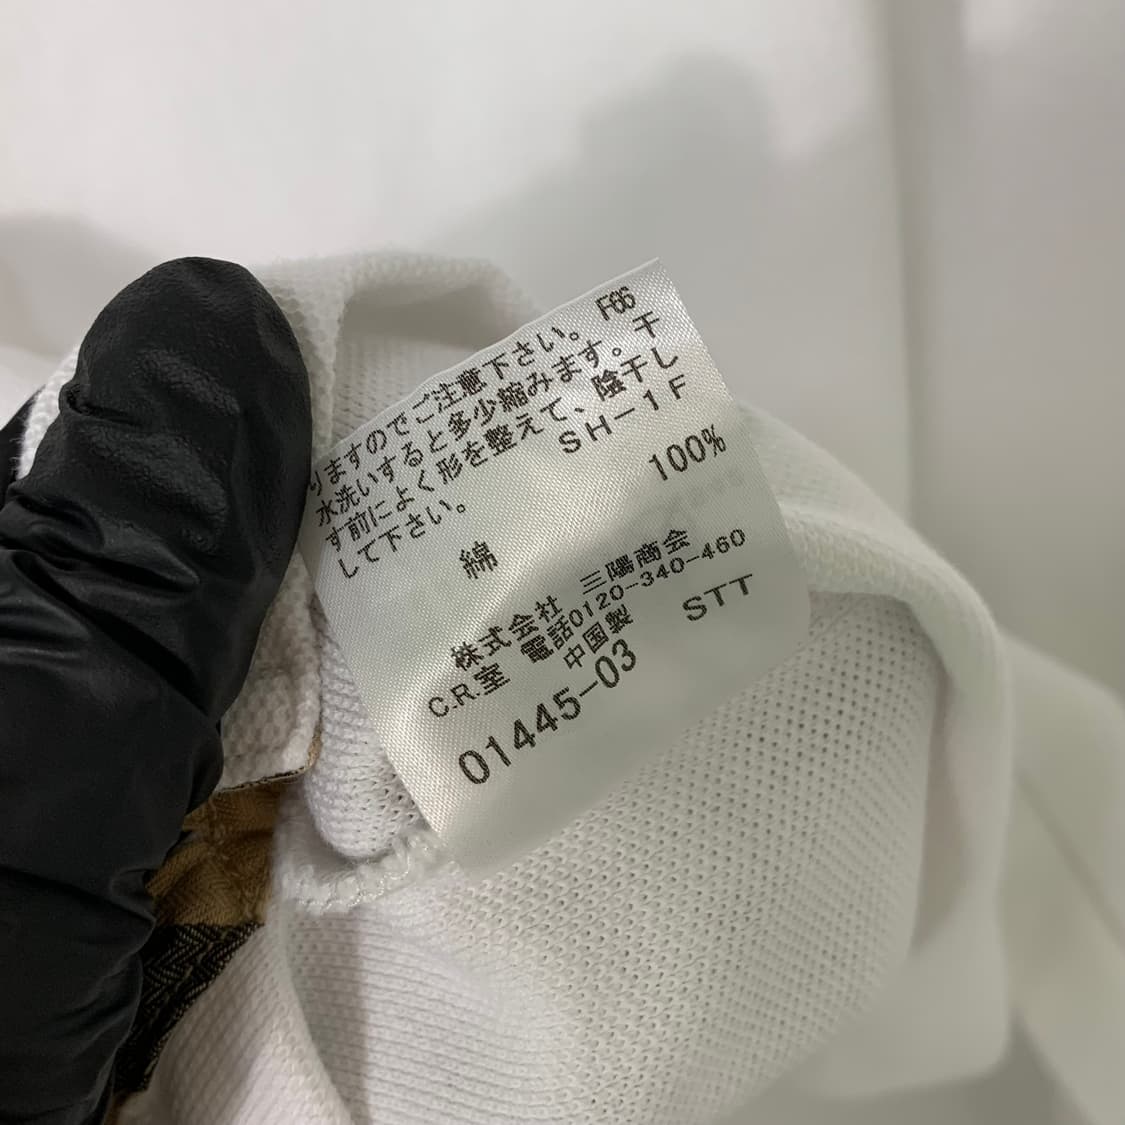 りますのでご注意下さい。 F66
水洗いすると多少縮みます。干
す前によく形を整えて、陰干し
して下さい。 SH-1F
綿 100%
株式会社 三陽商会
C.R.室 電話0120-340-460
中国製 STT
01445-03